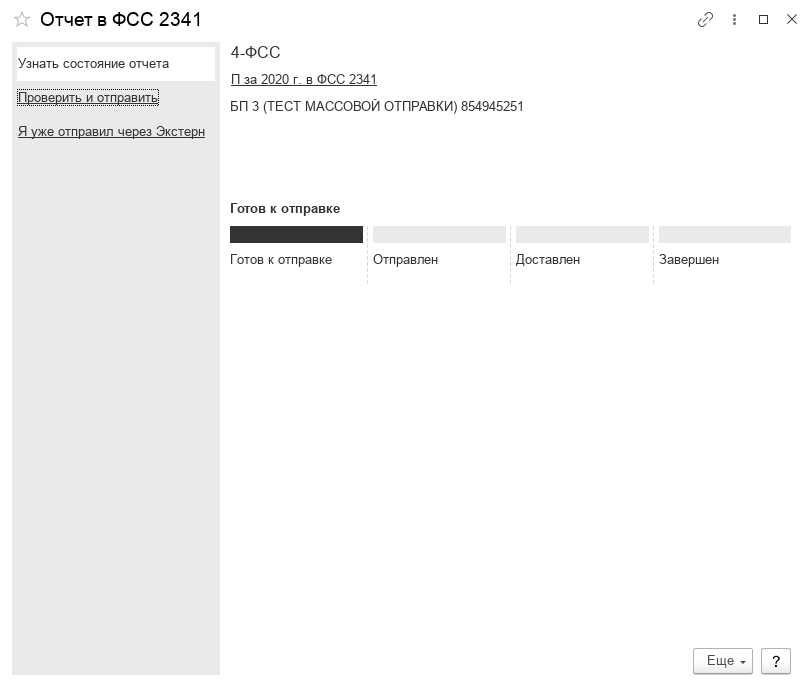 Отчет в ФСС 2341
Узнать состояние отчета
Проверить и отправить
Я уже отправил через Экстерн
4-ФСС
П за 2020 г. в ФСС 2341
БП 3 (ТЕСТ МАССОВОЙ ОТПРАВКИ) 854945251
Готов к отправке
Готов к отправке
Отправлен
Доставлен
Завершен
Еще
?